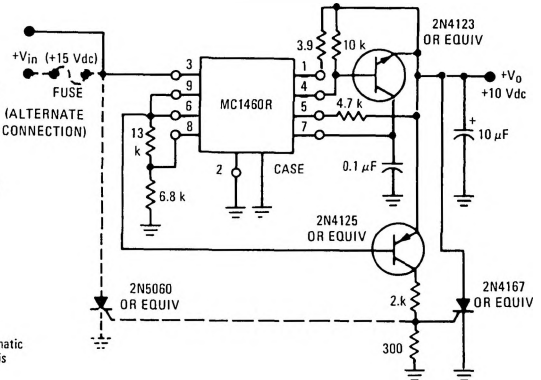 2N4123
OR EQUIV
+Vin (+15 Vdc)
FUSE
(ALTERNATE
CONNECTION)
3
9
6
8
MC1460R
1
4
5
7
2
CASE
3.9
10 k
4.7 k
13
k
6.8 k
0.1 µF
+Vo
+10 Vdc
+
10 µF
2N4125
OR EQUIV
2N5060
OR EQUIV
2.k
300
2N4167
OR EQUIV
matic
is